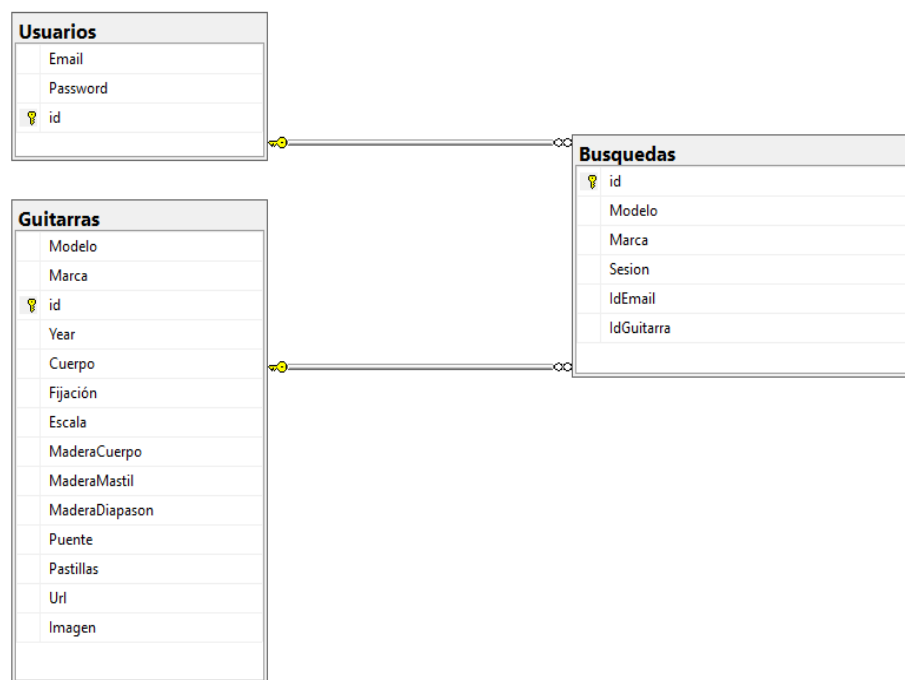 Usuarios
Email
Password
id
Guitarras
Modelo
Marca
id
Year
Cuerpo
Fijación
Escala
MaderaCuerpo
MaderaMastil
MaderaDiapason
Puente
Pastillas
Url
Imagen
Busquedas
id
Modelo
Marca
Sesion
IdEmail
IdGuitarra